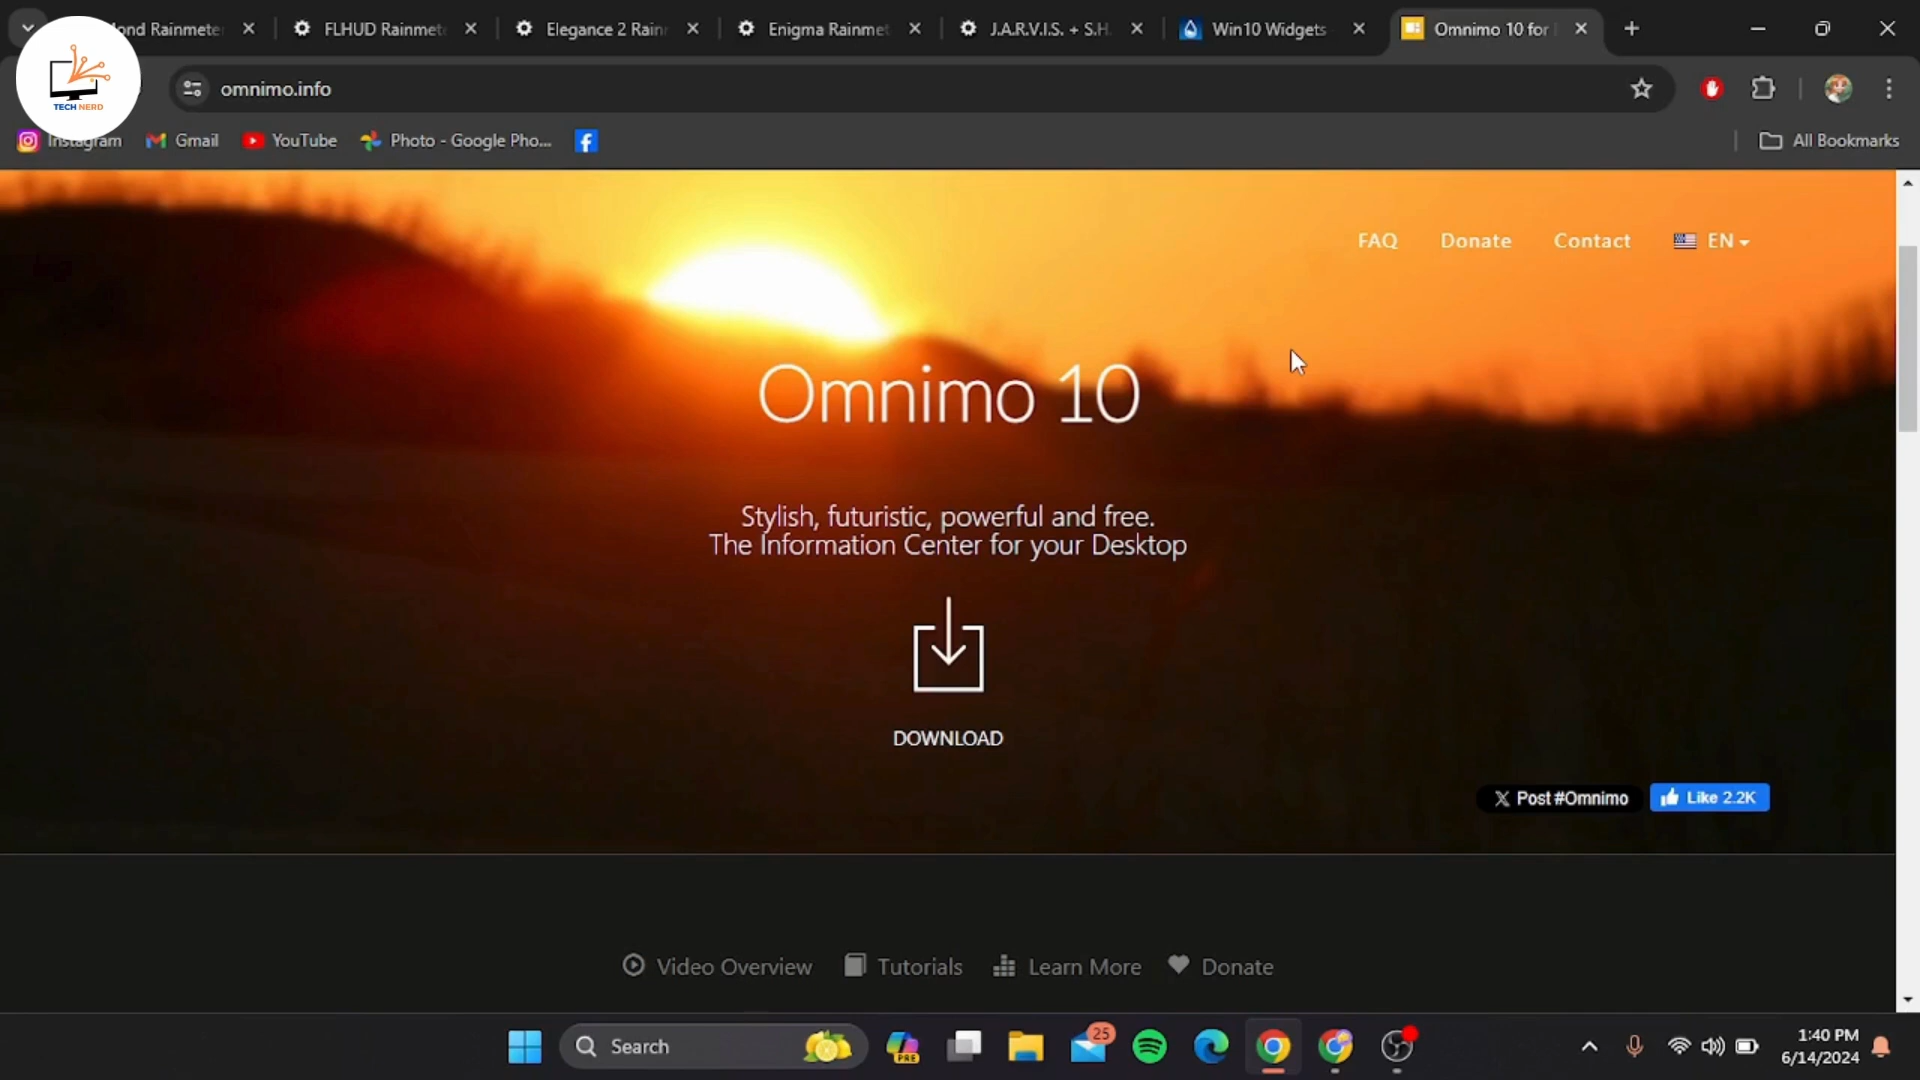 ond Rainmete
FLHUD Rainmet
Elegance 2 Rain
Enigma Rainmet
J.A.R.V.I.S. + S.H.
Win10 Widgets
Omnimo 10 for
TECH NERD
omnimo.info
Instagram
Gmail
YouTube
Photo - Google Pho...
All Bookmarks
FAQ
Donate
Contact
EN
Omnimo 10
Stylish, futuristic, powerful and free.
The Information Center for your Desktop
DOWNLOAD
Post #Omnimo
Like 2.2K
Video Overview
Tutorials
Learn More
Donate
Search
PRE
25
1:40 PM
6/14/2024